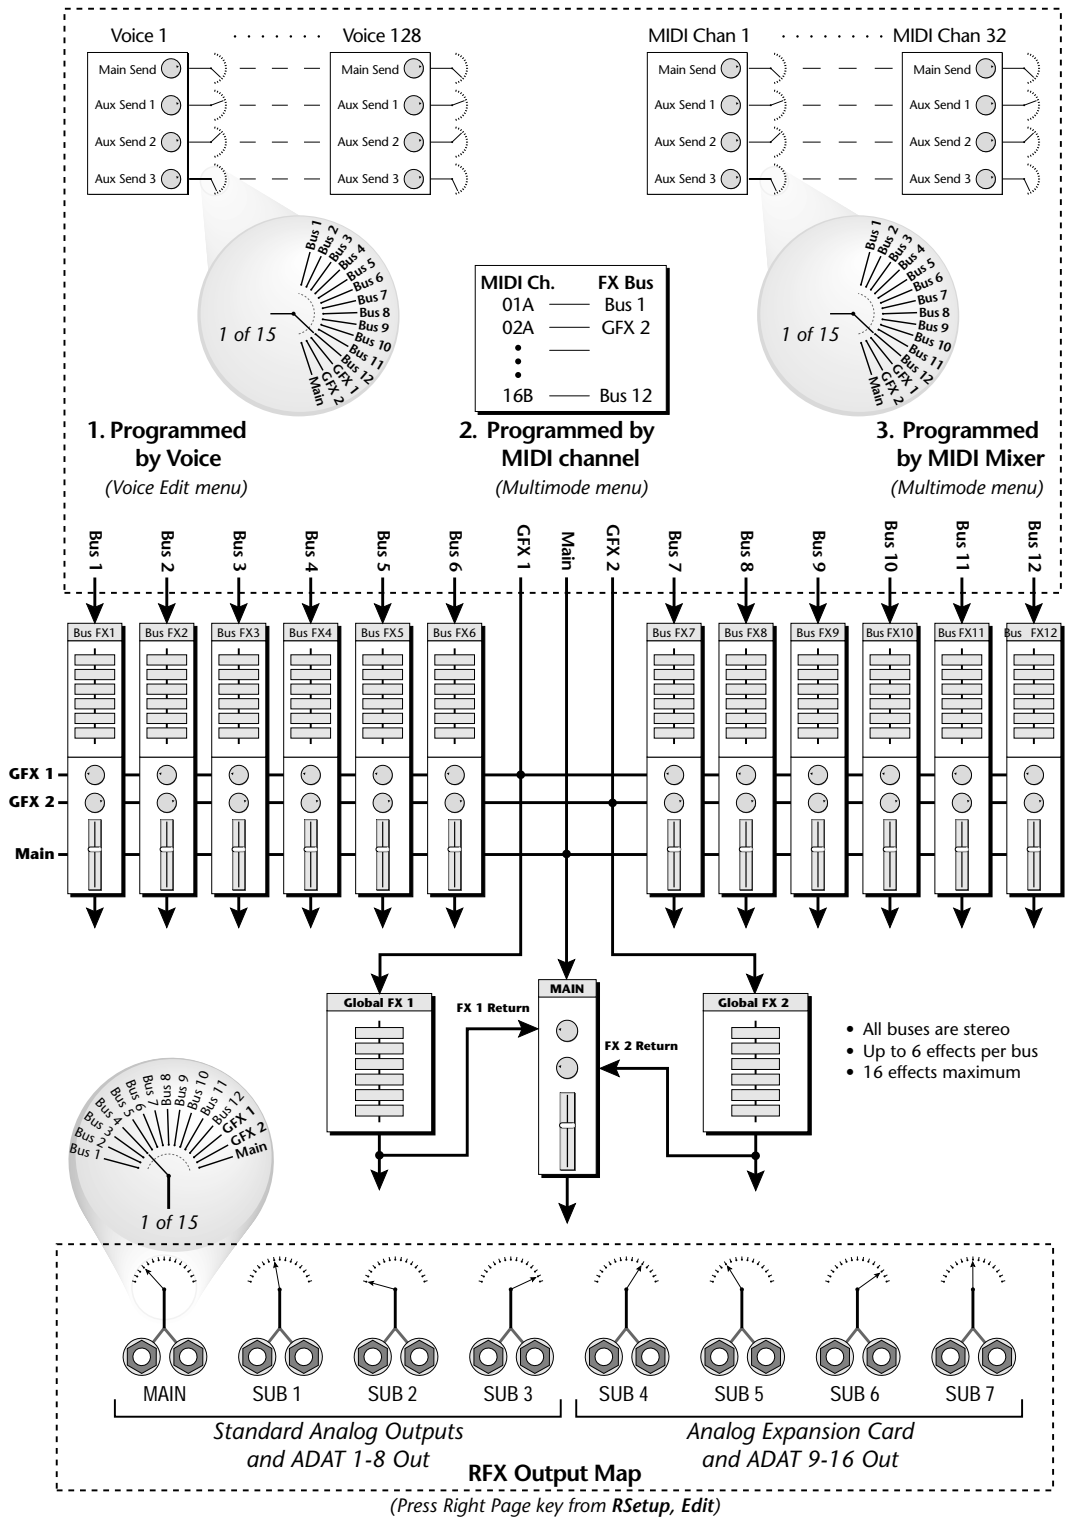 Voice 1 . . . . . . . Voice 128
MIDI Chan 1 . . . . . . . . MIDI Chan 32
Main Send
Aux Send 1
Aux Send 2
Aux Send 3
Main Send
Aux Send 1
Aux Send 2
Aux Send 3
Main Send
Aux Send 1
Aux Send 2
Aux Send 3
Main Send
Aux Send 1
Aux Send 2
Aux Send 3
Bus 1
Bus 2
Bus 3
Bus 4
Bus 5
Bus 6
Bus 7
Bus 8
Bus 9
Bus 10
Bus 11
Bus 12
GFX 1
GFX 2
Main
1 of 15
MIDI Ch. FX Bus
01A Bus 1
02A GFX 2
16B Bus 12
Bus 1
Bus 2
Bus 3
Bus 4
Bus 5
Bus 6
Bus 7
Bus 8
Bus 9
Bus 10
Bus 11
Bus 12
GFX 1
GFX 2
Main
1 of 15
1. Programmed
by Voice
(Voice Edit menu)
2. Programmed by
MIDI channel
(Multimode menu)
3. Programmed
by MIDI Mixer
(Multimode menu)
Bus 1
Bus 2
Bus 3
Bus 4
Bus 5
Bus 6
GFX 1
Main
GFX 2
Bus 7
Bus 8
Bus 9
Bus 10
Bus 11
Bus 12
Bus FX1
Bus FX2
Bus FX3
Bus FX4
Bus FX5
Bus FX6
Bus FX7
Bus FX8
Bus FX9
Bus FX10
Bus FX11
Bus FX12
GFX 1
GFX 2
Main
Global FX 1
FX 1 Return
MAIN
FX 2 Return
Global FX 2
• All buses are stereo
• Up to 6 effects per bus
• 16 effects maximum
Bus 1
Bus 2
Bus 3
Bus 4
Bus 5
Bus 6
Bus 7
Bus 8
Bus 9
Bus 10
Bus 11
Bus 12
GFX 1
GFX 2
Main
1 of 15
MAIN
SUB 1
SUB 2
SUB 3
SUB 4
SUB 5
SUB 6
SUB 7
Standard Analog Outputs
and ADAT 1-8 Out
Analog Expansion Card
and ADAT 9-16 Out
RFX Output Map
(Press Right Page key from RSetup, Edit)